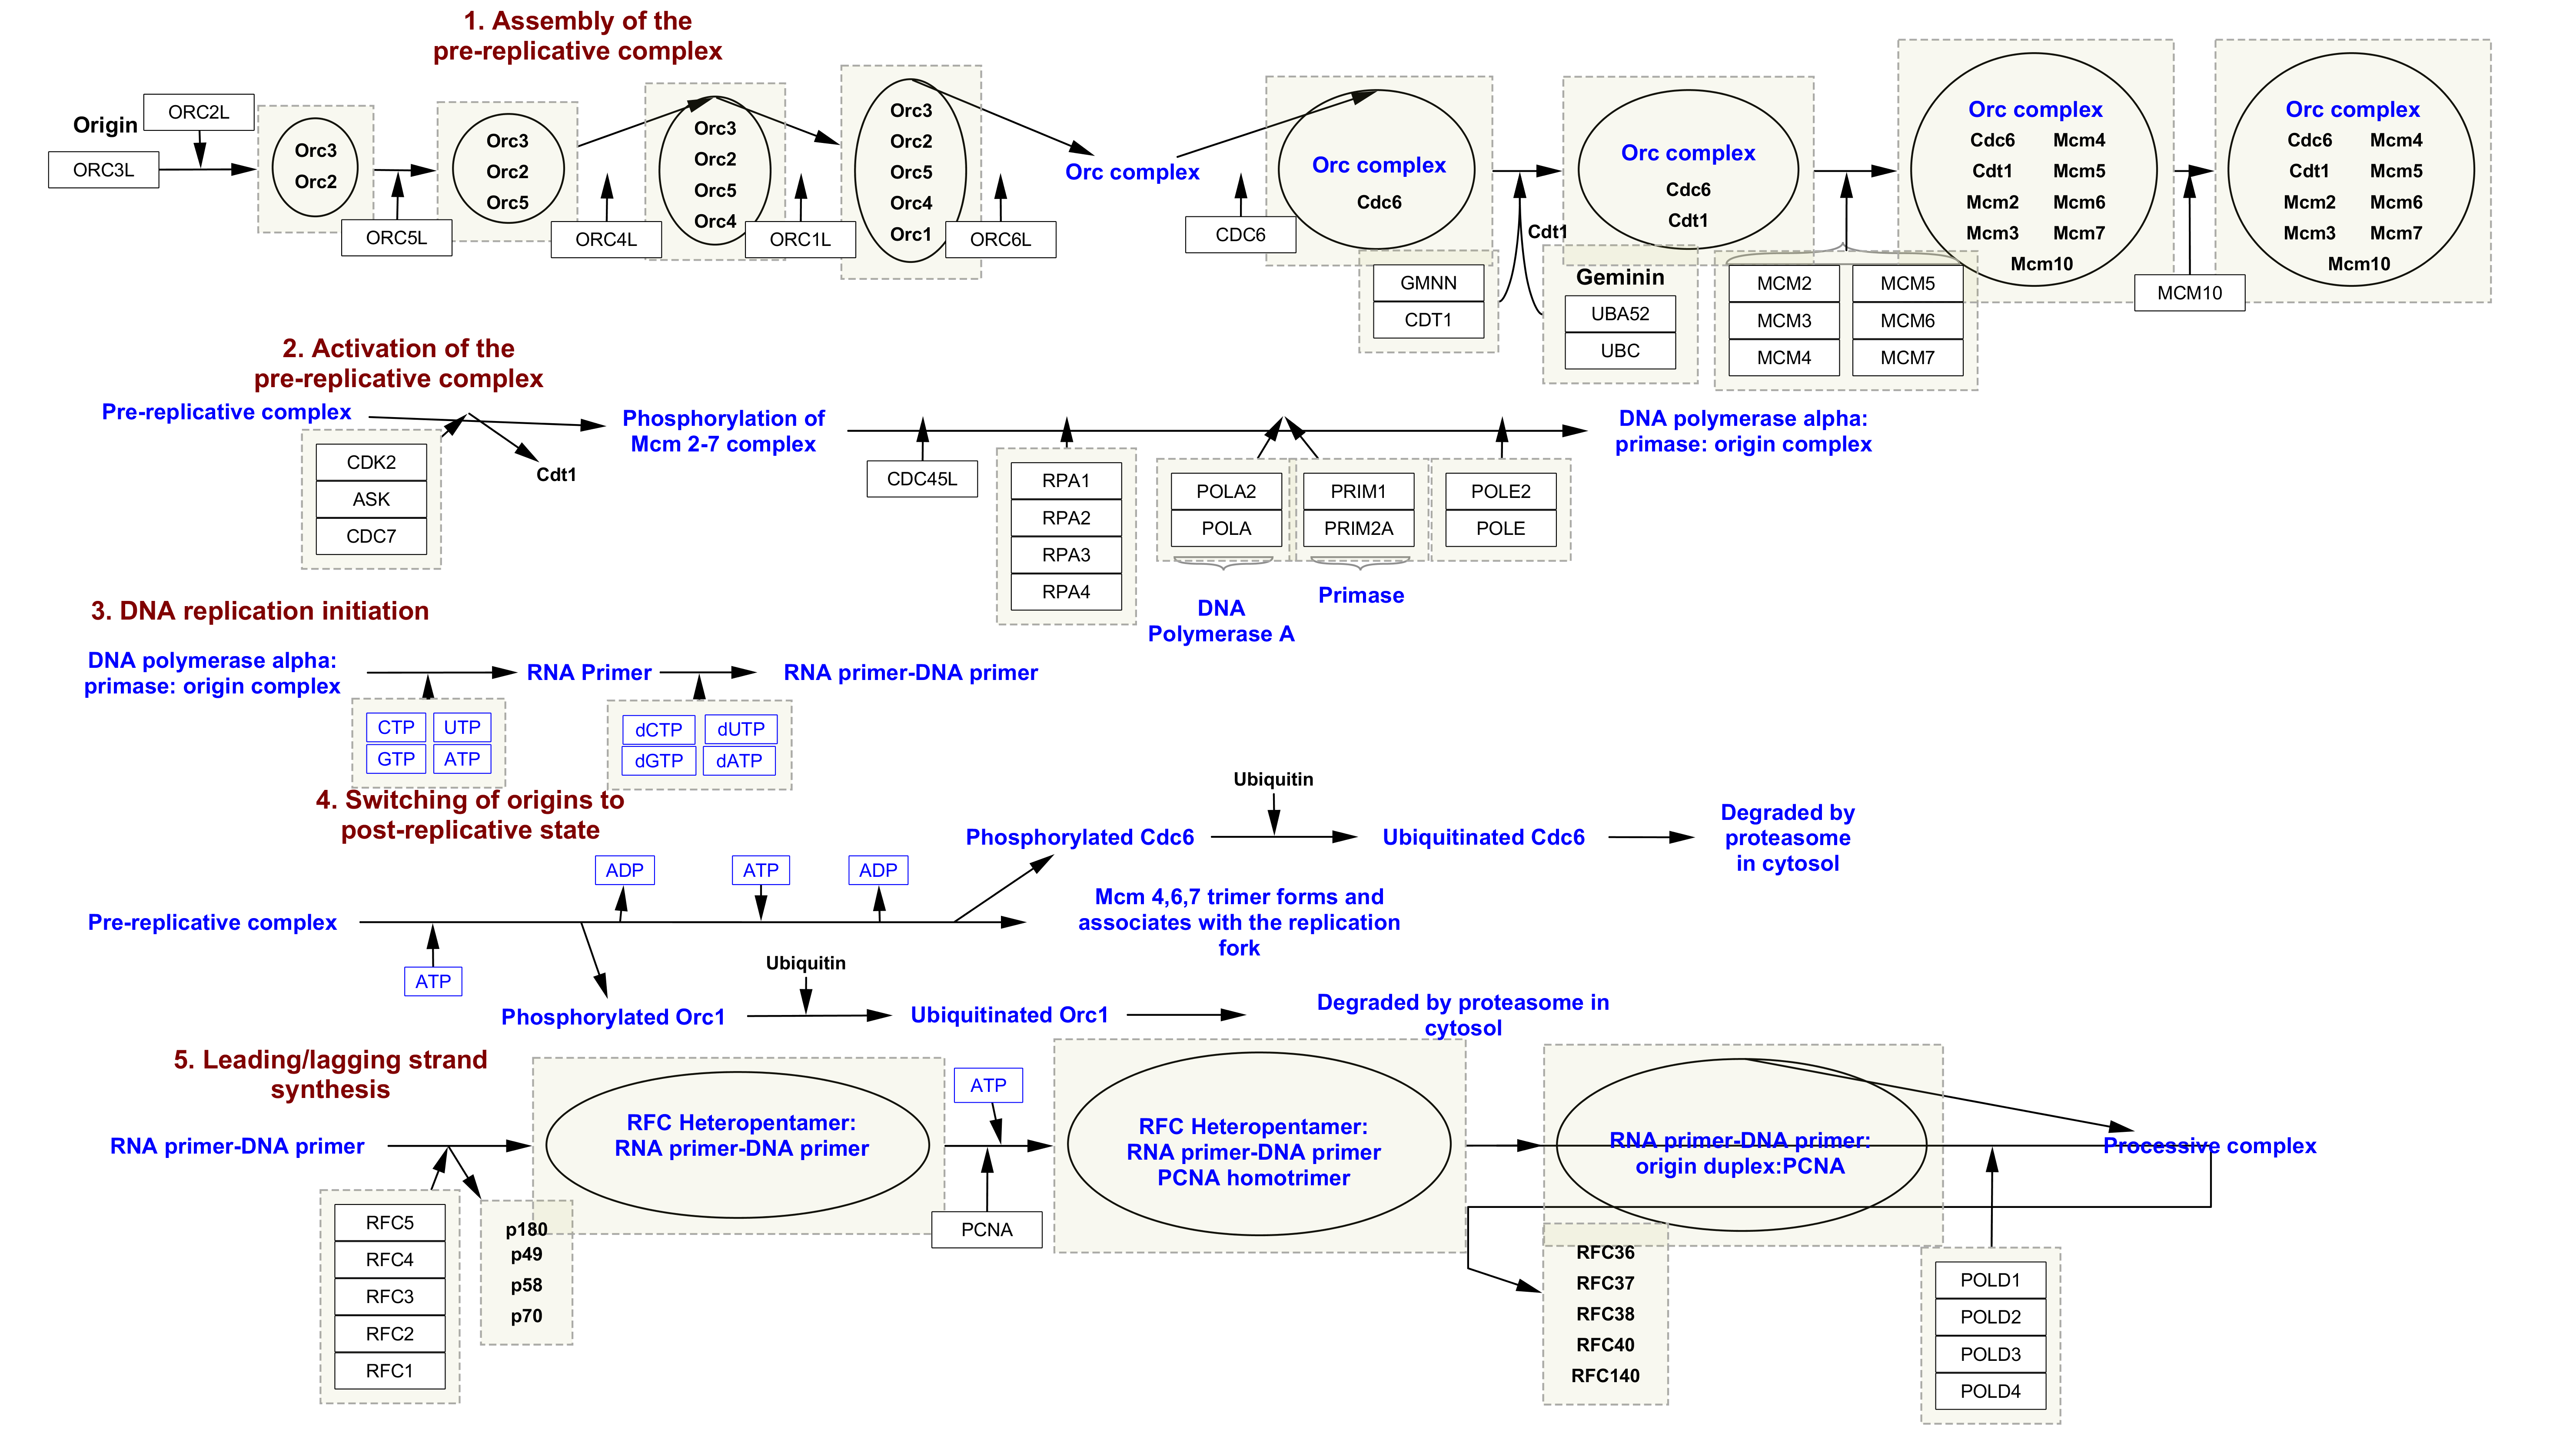 1. Assembly of the
pre-replicative complex
Origin
ORC2L
ORC3L
Orc3
Orc2
ORC5L
Orc3
Orc2
Orc5
ORC4L
Orc3
Orc2
Orc5
Orc4
ORC1L
Orc3
Orc2
Orc5
Orc4
Orc1
ORC6L
Orc complex
CDC6
Orc complex
Cdc6
GMNN
CDT1
Cdt1
Orc complex
Cdc6
Cdt1
Geminin
UBA52
UBC
MCM2 MCM5
MCM3 MCM6
MCM4 MCM7
Orc complex
Cdc6 Mcm4
Cdt1 Mcm5
Mcm2 Mcm6
Mcm3 Mcm7
Mcm10
MCM10
Orc complex
Cdc6 Mcm4
Cdt1 Mcm5
Mcm2 Mcm6
Mcm3 Mcm7
Mcm10
2. Activation of the
pre-replicative complex
Pre-replicative complex
CDK2
ASK
CDC7
Cdt1
Phosphorylation of
Mcm 2-7 complex
CDC45L
RPA1
RPA2
RPA3
RPA4
POLA2
POLA
DNA
Polymerase A
PRIM1
PRIM2A
Primase
POLE2
POLE
DNA polymerase alpha:
primase: origin complex
3. DNA replication initiation
DNA polymerase alpha:
primase: origin complex
CTP UTP
GTP ATP
RNA Primer
dCTP dUTP
dGTP dATP
RNA primer-DNA primer
4. Switching of origins to
post-replicative state
Pre-replicative complex
ATP
ADP
ATP
ADP
Phosphorylated Cdc6
Ubiquitin
Ubiquitinated Cdc6
Degraded by
proteasome
in cytosol
Mcm 4,6,7 trimer forms and
associates with the replication
fork
Phosphorylated Orc1
Ubiquitin
Ubiquitinated Orc1
Degraded by proteasome in
cytosol
5. Leading/lagging strand
synthesis
RNA primer-DNA primer
RFC5
RFC4
RFC3
RFC2
RFC1
p180
p49
p58
p70
RFC Heteropentamer:
RNA primer-DNA primer
ATP
PCNA
RFC Heteropentamer:
RNA primer-DNA primer
PCNA homotrimer
RNA primer-DNA primer:
origin duplex:PCNA
RFC36
RFC37
RFC38
RFC40
RFC140
POLD1
POLD2
POLD3
POLD4
Processive complex